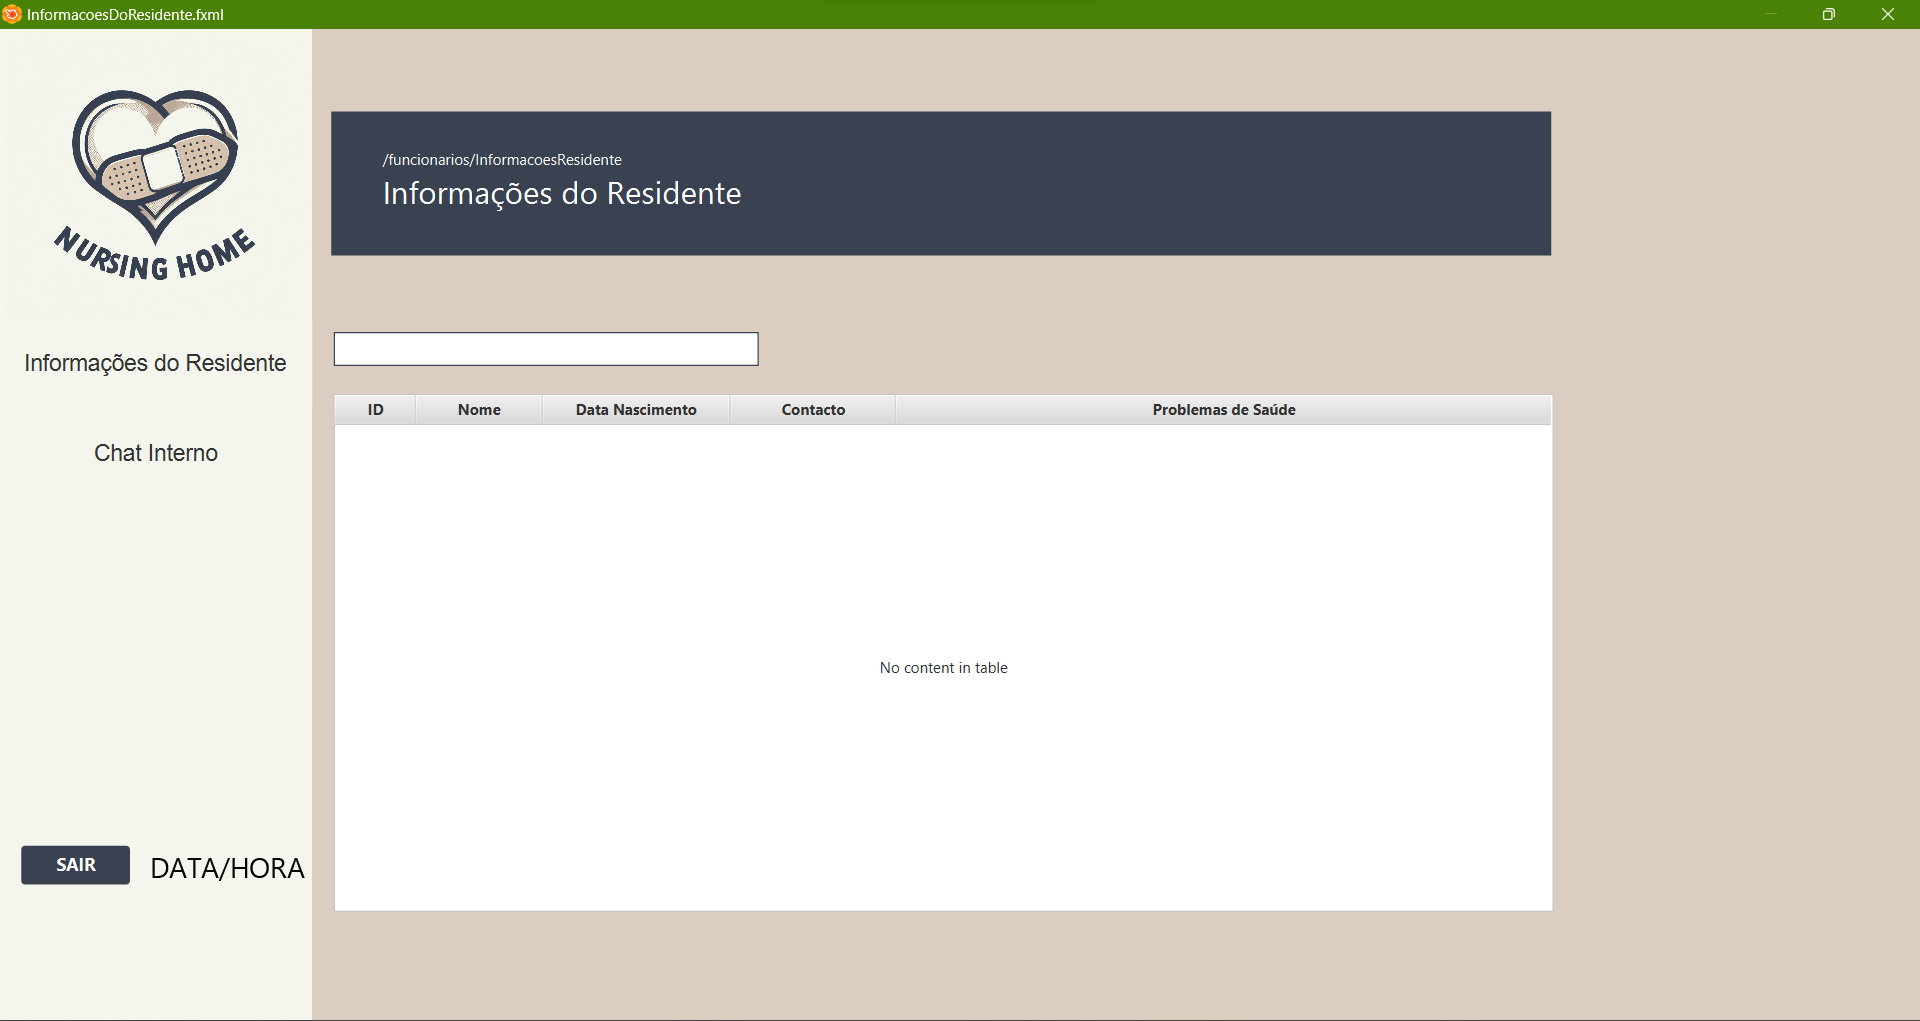 InformacoesDoResidente.fxml
NURSING HOME
Informações do Residente
Chat Interno
SAIR
DATA/HORA
/funcionarios/InformacoesResidente
Informações do Residente
ID Nome Data Nascimento Contacto Problemas de Saúde
No content in table